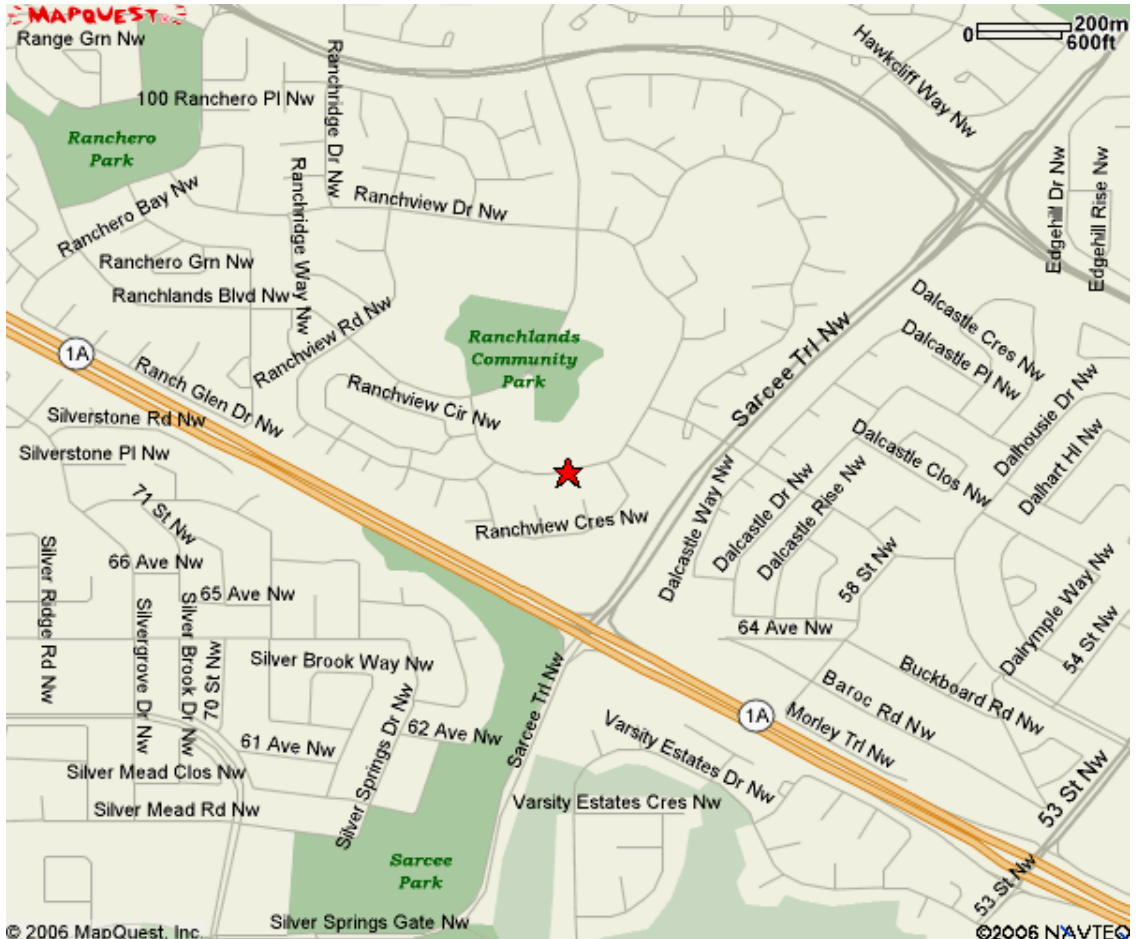 MAPQUEST
Range Grn Nw
0
200m
600ft
Hawkcliff Way Nw
100 Ranchero Pl Nw
Ranchridge Dr Nw
Ranchero
Park
Edgehill Dr Nw
Edgehill Rise Nw
Ranchero Bay Nw
Ranchridge Way Nw
Ranchview Dr Nw
Ranchero Grn Nw
Ranchlands Blvd Nw
Ranchview Rd Nw
Dalcastle Cres Nw
Dalcastle Pl Nw
Ranchlands
Community
Park
Sarcee Trl Nw
1A
Ranch Glen Dr Nw
Ranchview Cir Nw
Dalhousie Dr Nw
Silverstone Rd Nw
Dalcastle Clos Nw
Dalhart Hl Nw
Silverstone Pl Nw
Dalcastle Way Nw
Dalcastle Dr Nw
Dalcastle Rise Nw
71 St Nw
Ranchview Cres Nw
Silver Ridge Rd Nw
66 Ave Nw
58 St Nw
65 Ave Nw
Silvergrove Dr Nw
Silver Brook Dr Nw
70 St Nw
64 Ave Nw
Dalrymple Way Nw
54 St Nw
Silver Brook Way Nw
Sarcee Trl Nw
Buckboard Rd Nw
Baroc Rd Nw
1A
Morley Trl Nw
61 Ave Nw
62 Ave Nw
Silver Springs Dr Nw
Varsity Estates Dr Nw
Silver Mead Clos Nw
Silver Mead Rd Nw
Varsity Estates Cres Nw
53 St Nw
Sarcee
Park
53 St Nw
Silver Springs Gate Nw
© 2006 MapQuest, Inc.
©2006 NAVTEQ